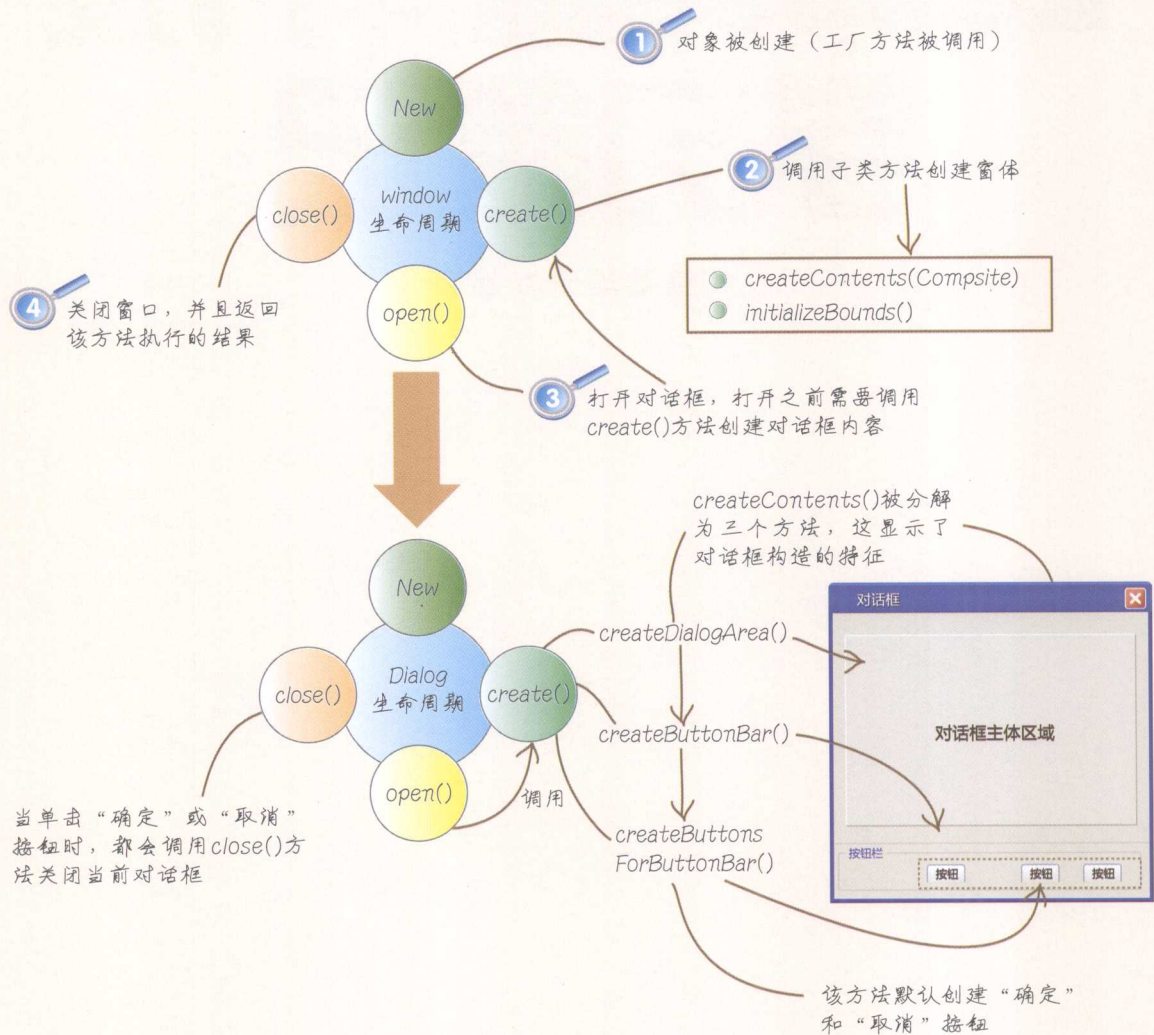 1 对象被创建（工厂方法被调用）
New
2 调用子类方法创建窗体
window
生命周期
close()
create()
createContents(Compsite)
initializeBounds()
4 关闭窗口，并且返回
该方法执行的结果
open()
3 打开对话框，打开之前需要调用
create()方法创建对话框内容
createContents()被分解
为三个方法，这显示了
对话框构造的特征
New
对话框
createDialogArea()
Dialog
生命周期
close()
create()
createButtonBar()
对话框主体区域
open()
调用
当单击“确定”或“取消”
按钮时，都会调用close()方
法关闭当前对话框
createButtons
ForButtonBar()
按钮栏
按钮 按钮 按钮
该方法默认创建“确定”
和“取消”按钮